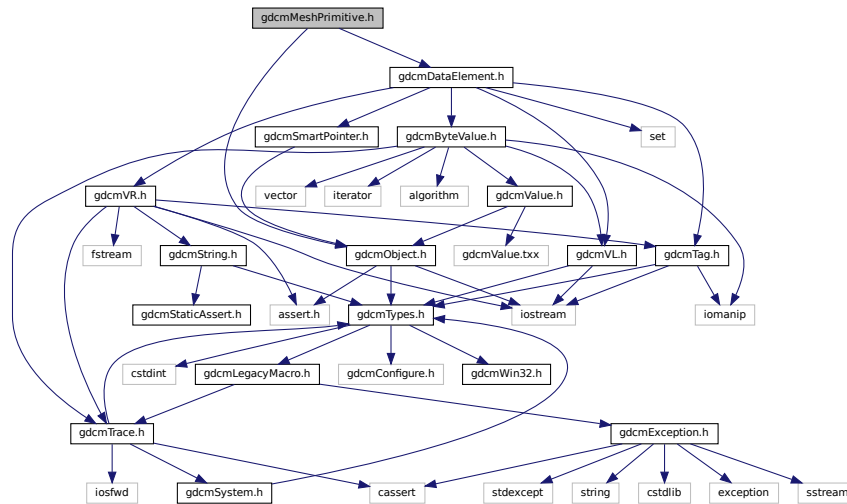 gdcmMeshPrimitive.h
gdcmDataElement.h
gdcmSmartPointer.h
gdcmByteValue.h
set
vector
iterator
algorithm
gdcmValue.h
gdcmVR.h
fstream
gdcmString.h
gdcmObject.h
gdcmValue.txx
gdcmVL.h
gdcmTag.h
gdcmStaticAssert.h
assert.h
gdcmTypes.h
iostream
iomanip
cstdint
gdcmLegacyMacro.h
gdcmConfigure.h
gdcmWin32.h
gdcmTrace.h
gdcmException.h
iosfwd
gdcmSystem.h
cassert
stdexcept
string
cstdlib
exception
sstream